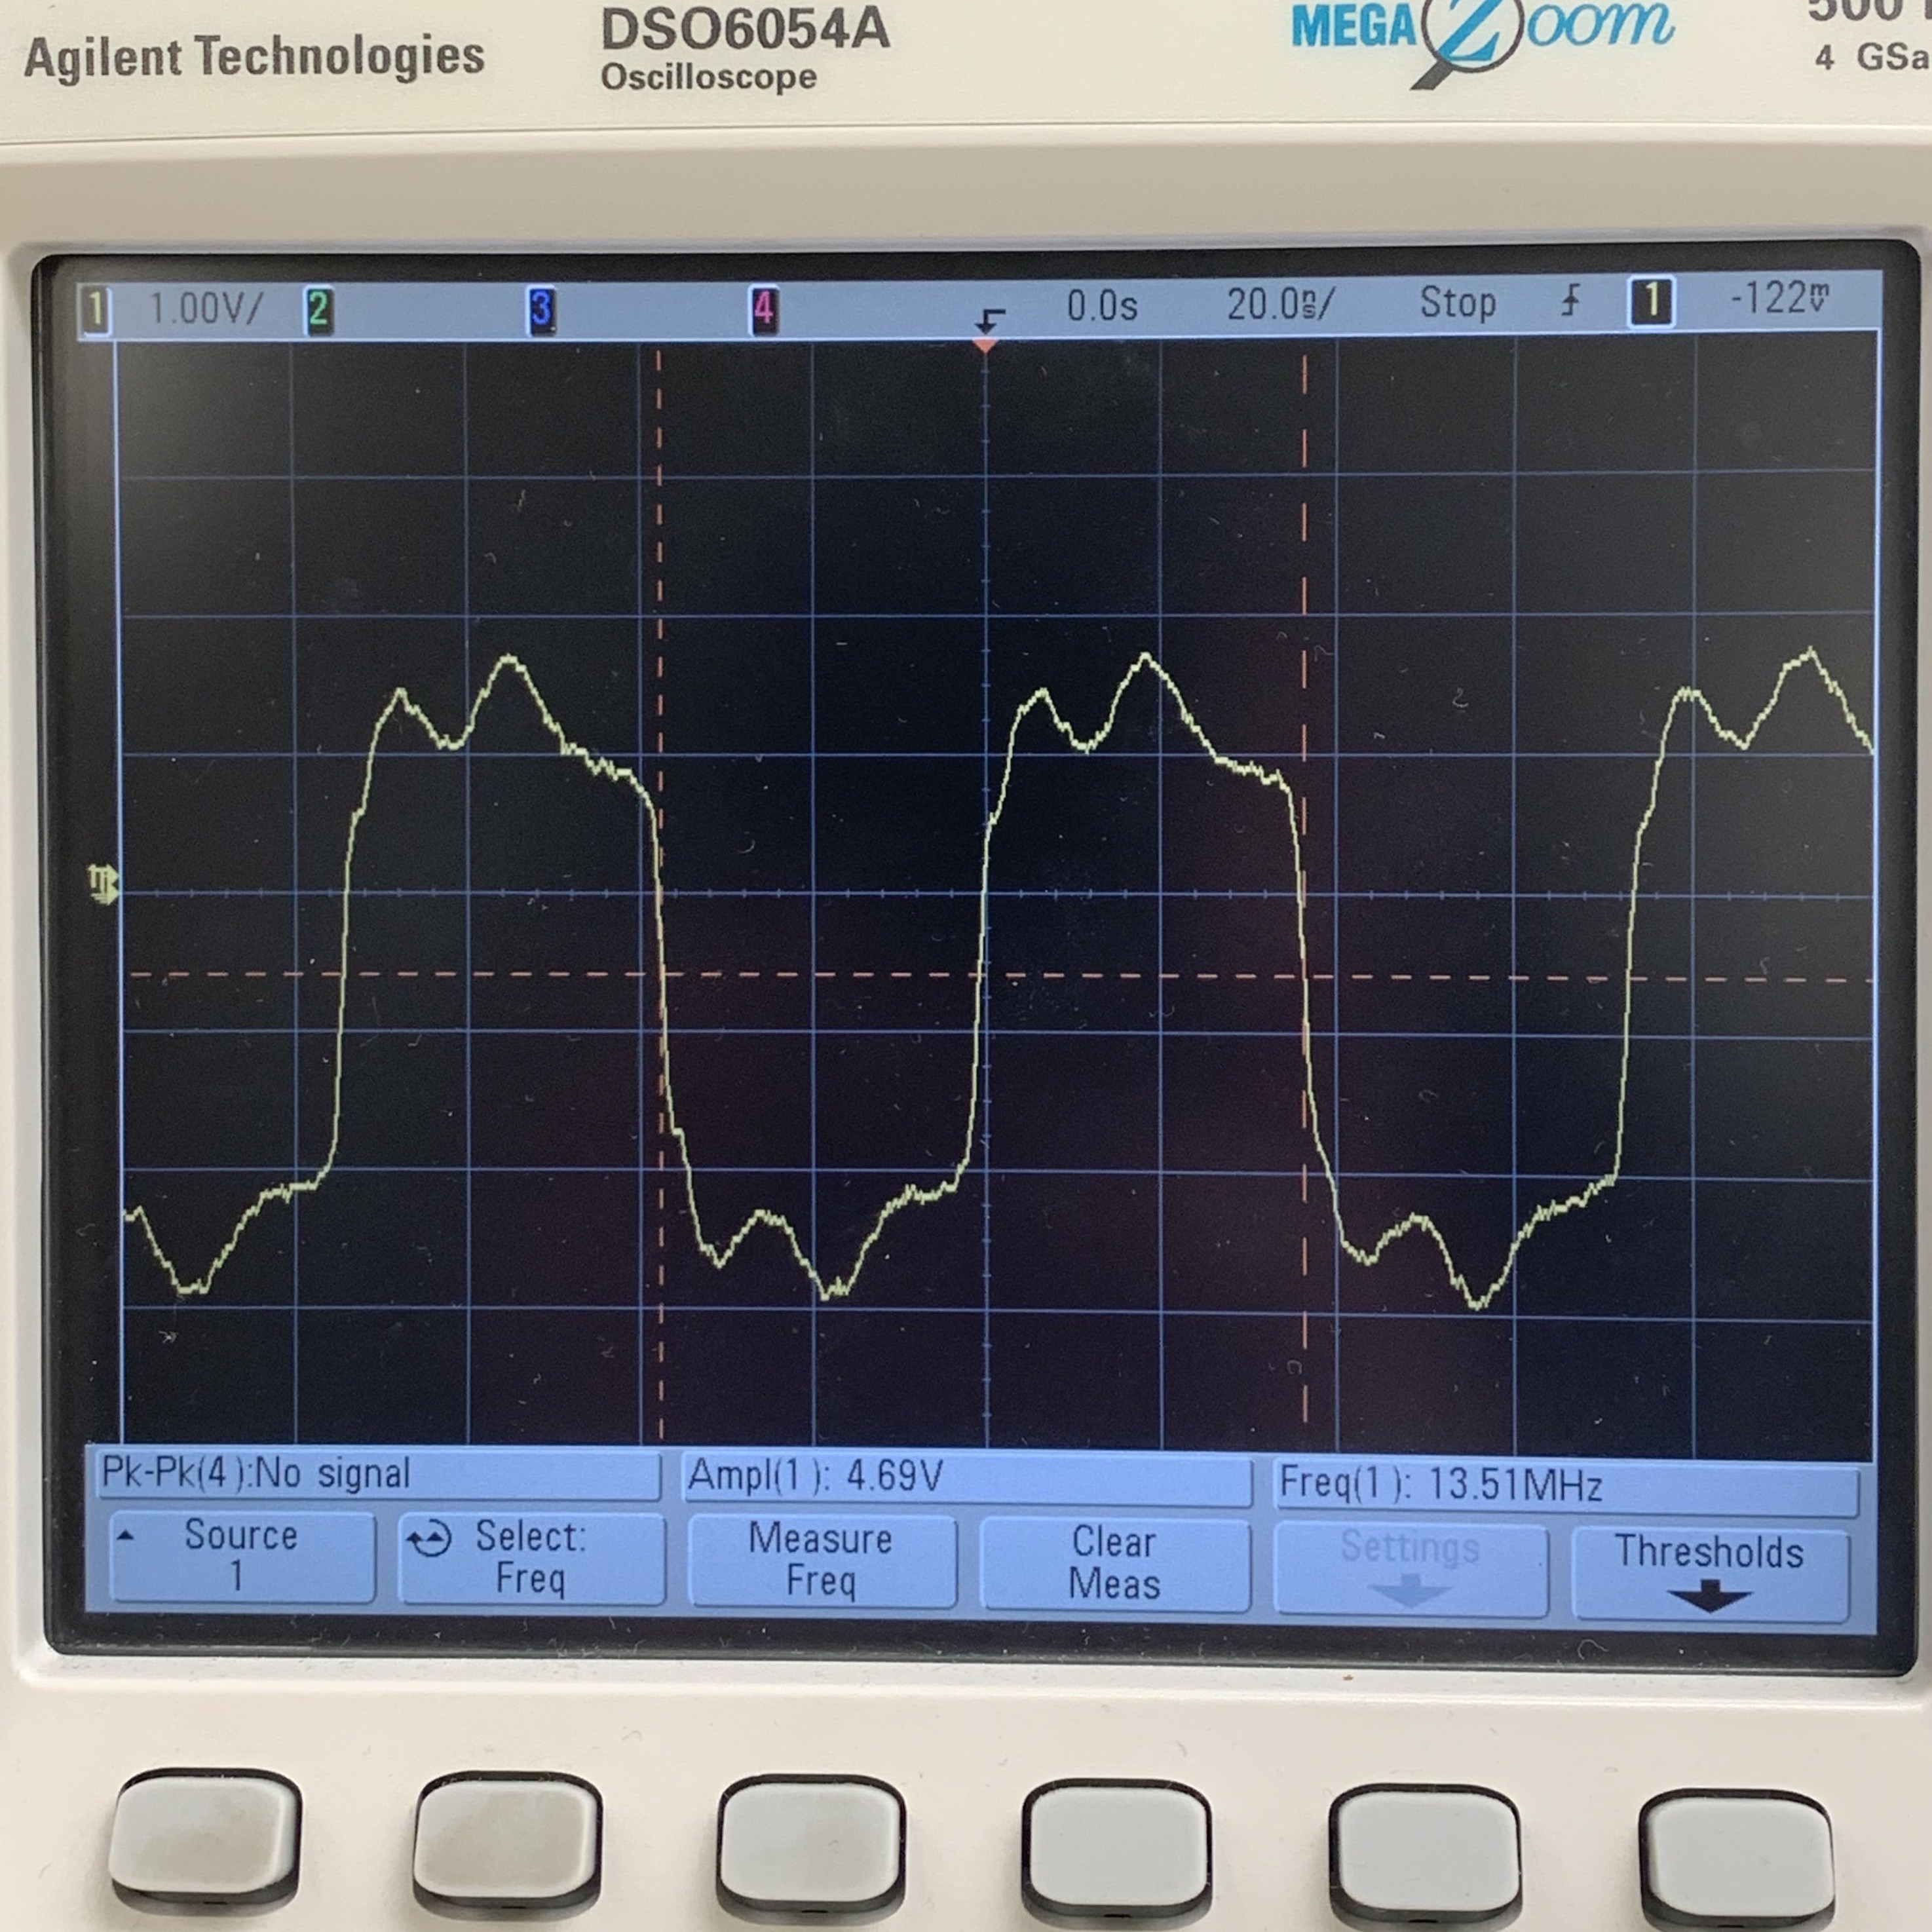 Agilent Technologies
DSO6054A
Oscilloscope
MEGA Zoom
500
4 GSa
1 1.00V/ 2 3 4 0.0s 20.0ns/ Stop 1 -122mV
Pk-Pk(4):No signal Ampl(1): 4.69V Freq(1): 13.51MHz
Source
1
Select:
Freq
Measure
Freq
Clear
Meas
Settings
Thresholds